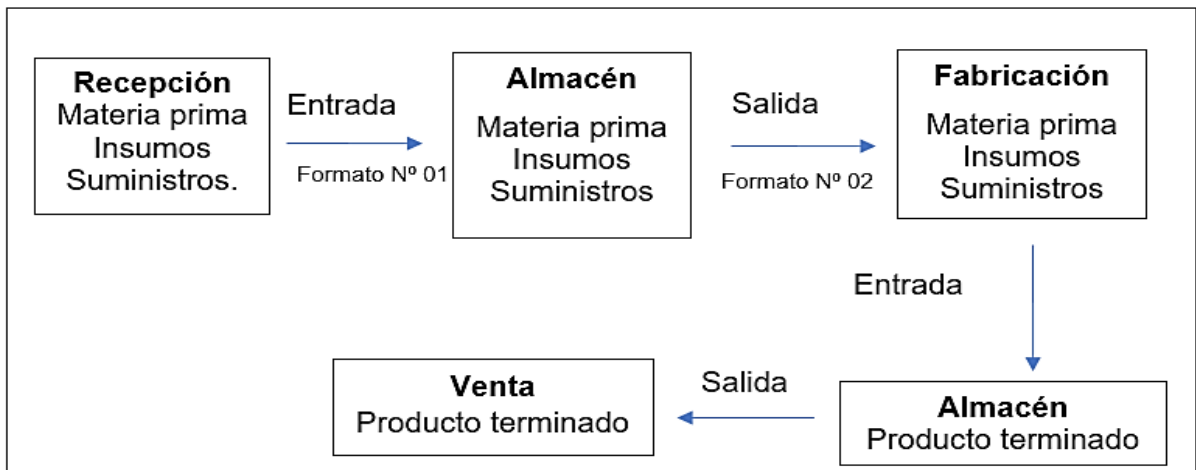 Recepción
Materia prima
Insumos
Suministros.
Entrada
Formato Nº 01
Almacén
Materia prima
Insumos
Suministros
Salida
Formato Nº 02
Fabricación
Materia prima
Insumos
Suministros
Entrada
Almacén
Producto terminado
Salida
Venta
Producto terminado